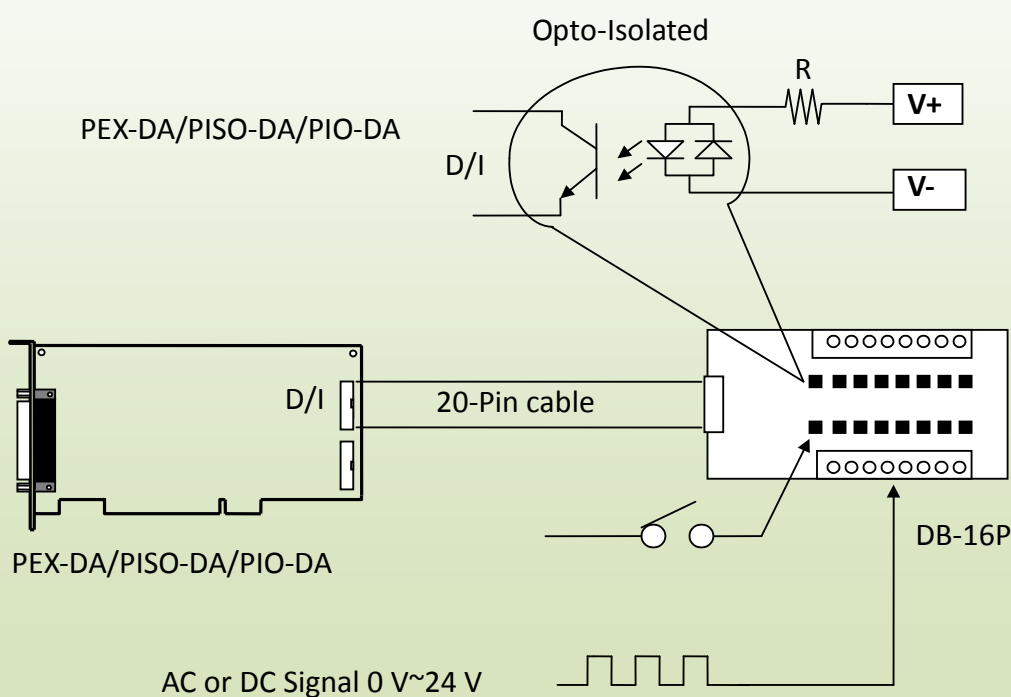 Opto-Isolated
R
V+
PEX-DA/PISO-DA/PIO-DA
D/I
V-
D/I
20-Pin cable
DB-16P
PEX-DA/PISO-DA/PIO-DA
AC or DC Signal 0 V~24 V